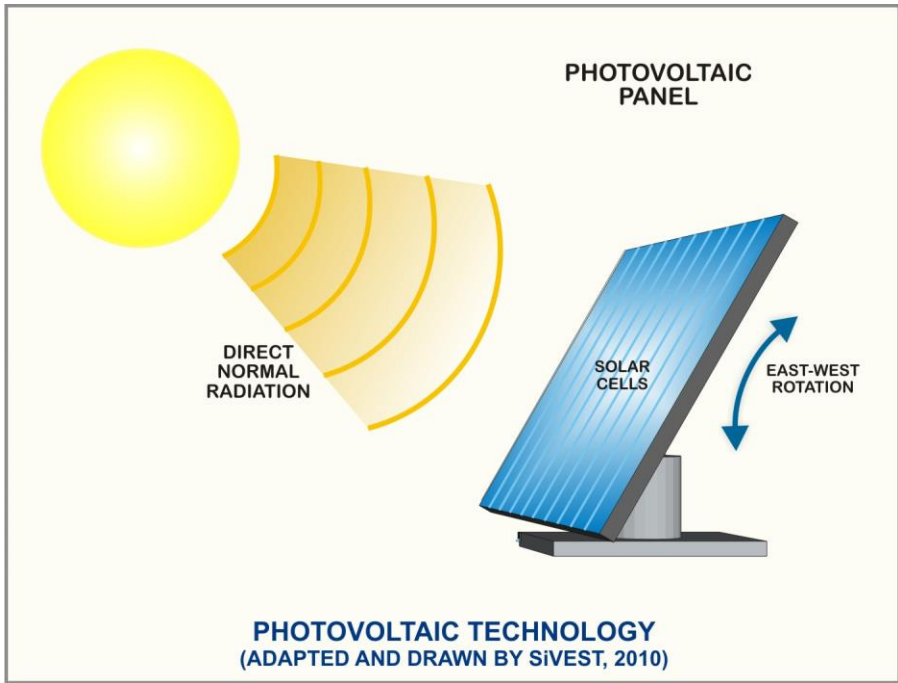 PHOTOVOLTAIC
PANEL
DIRECT
NORMAL
RADIATION
SOLAR
CELLS
EAST-WEST
ROTATION
PHOTOVOLTAIC TECHNOLOGY
(ADAPTED AND DRAWN BY SiVEST, 2010)